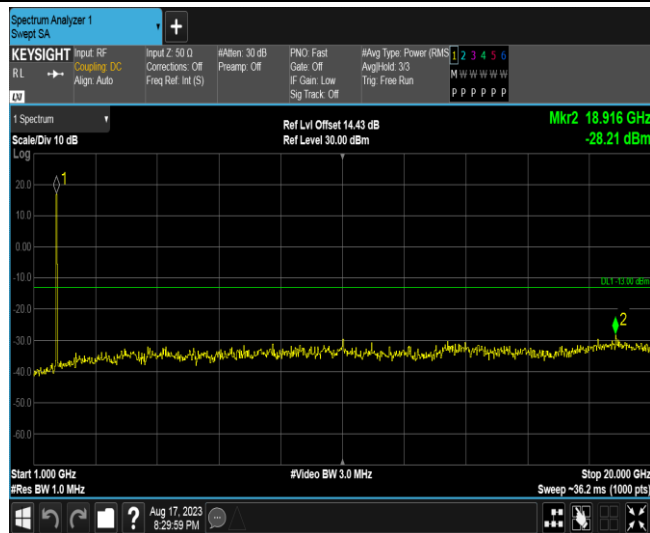 Spectrum Analyzer 1
Swept SA
+
KEYSIGHT
RL
LXI
Input: RF
Coupling: DC
Align: Auto
Input Z: 50 Ω
Corrections: Off
Freq Ref: Int (S)
#Atten: 30 dB
Preamp: Off
PNO: Fast
Gate: Off
IF Gain: Low
Sig Track: Off
#Avg Type: Power (RMS
Avg|Hold: 3/3
Trig: Free Run
1 2 3 4 5 6
M W W W W W
P P P P P P
1 Spectrum
Scale/Div 10 dB
Log
Ref Lvl Offset 14.43 dB
Ref Level 30.00 dBm
Mkr2 18.916 GHz
-28.21 dBm
20.0
10.0
0.00
-10.0
-20.0
-30.0
-40.0
-50.0
-60.0
1
DL1 -13.00 dBm
2
Start 1.000 GHz
#Res BW 1.0 MHz
#Video BW 3.0 MHz
Stop 20.000 GHz
Sweep ~36.2 ms (1000 pts)
?
Aug 17, 2023
8:29:59 PM